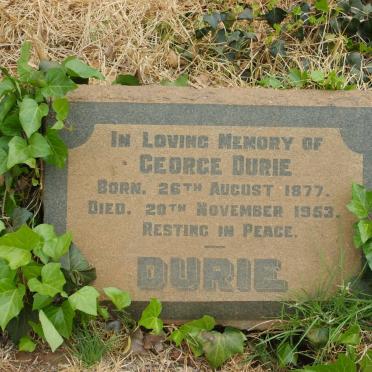 In Loving Memory of
George Durie
Born. 26th August 1877.
Died. 20th November 1953.
Resting in Peace.
DURIE